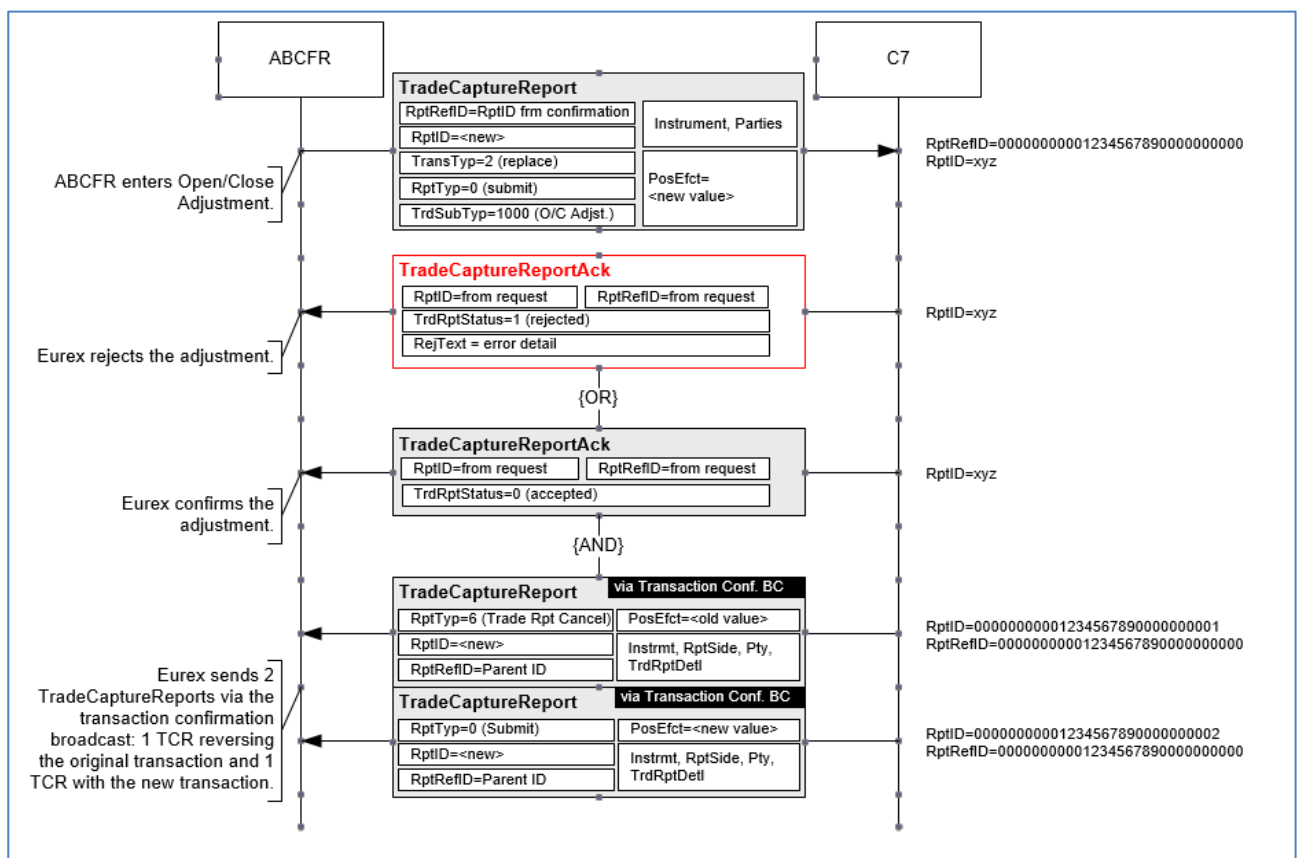 ABCFR
C7
TradeCaptureReport
RptRefID=RptID frm confirmation
RptID=<new>
TransTyp=2 (replace)
RptTyp=0 (submit)
TrdSubTyp=1000 (O/C Adjst.)
Instrument, Parties
PosEfct=
<new value>
RptRefID=0000000000123456789000000000​0
RptID=xyz
ABCFR enters Open/Close
Adjustment.
TradeCaptureReportAck
RptID=from request
RptRefID=from request
TrdRptStatus=1 (rejected)
RejText = error detail
RptID=xyz
Eurex rejects the adjustment.
{OR}
TradeCaptureReportAck
RptID=from request
RptRefID=from request
TrdRptStatus=0 (accepted)
RptID=xyz
Eurex confirms the
adjustment.
{AND}
TradeCaptureReport
via Transaction Conf. BC
RptTyp=6 (Trade Rpt Cancel)
PosEfct=<old value>
RptID=<new>
RptRefID=Parent ID
Instrmt, RptSide, Pty,
TrdRptDetl
RptID=00000000001234567890000000001
RptRefID=00000000001234567890000000000
Eurex sends 2
TradeCaptureReports via the
transaction confirmation
broadcast: 1 TCR reversing
the original transaction and 1
TCR with the new transaction.
TradeCaptureReport
via Transaction Conf. BC
RptTyp=0 (Submit)
PosEfct=<new value>
RptID=<new>
RptRefID=Parent ID
Instrmt, RptSide, Pty,
TrdRptDetl
RptID=00000000001234567890000000002
RptRefID=00000000001234567890000000000